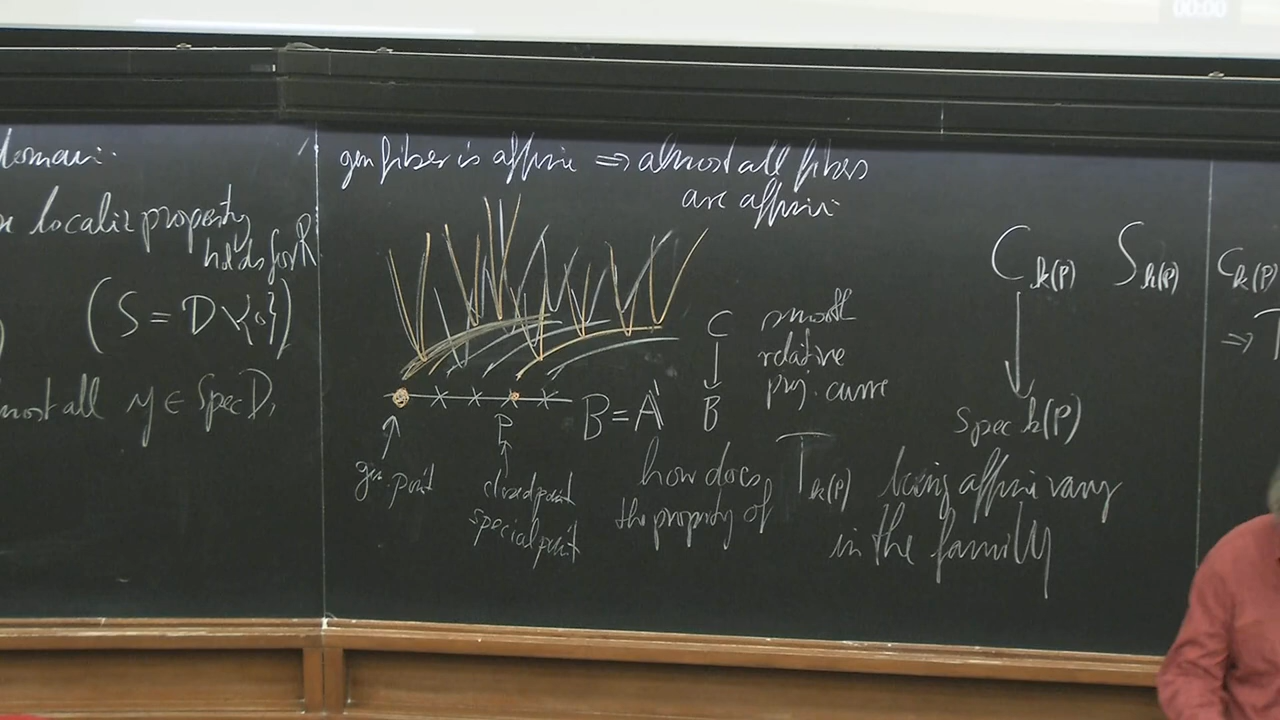 00:00
domain.
localiz property
holds for R
(S = D\{0})
most all y ∈ Spec D,
gen fiber is affine ⇒ almost all fibers
are affine
C smooth
↓ relative
B proj. curve
B = A¹
P
↑ gen. point
↑ closed point
special point
C_k(P) S_k(P)
↓
Spec k(P)
how does T_k(P) being affine vary
the property of in the family
C_k(P)
⇒ T